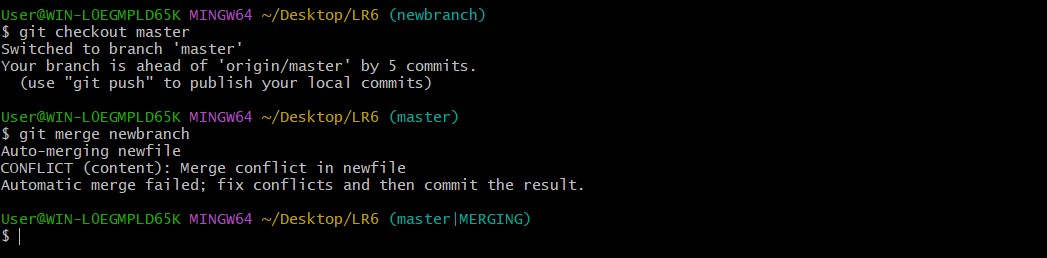 User@WIN-L0EGMPLD65K MINGW64 ~/Desktop/LR6 (newbranch)
$ git checkout master
Switched to branch 'master'
Your branch is ahead of 'origin/master' by 5 commits.
  (use "git push" to publish your local commits)
User@WIN-L0EGMPLD65K MINGW64 ~/Desktop/LR6 (master)
$ git merge newbranch
Auto-merging newfile
CONFLICT (content): Merge conflict in newfile
Automatic merge failed; fix conflicts and then commit the result.
User@WIN-L0EGMPLD65K MINGW64 ~/Desktop/LR6 (master|MERGING)
$